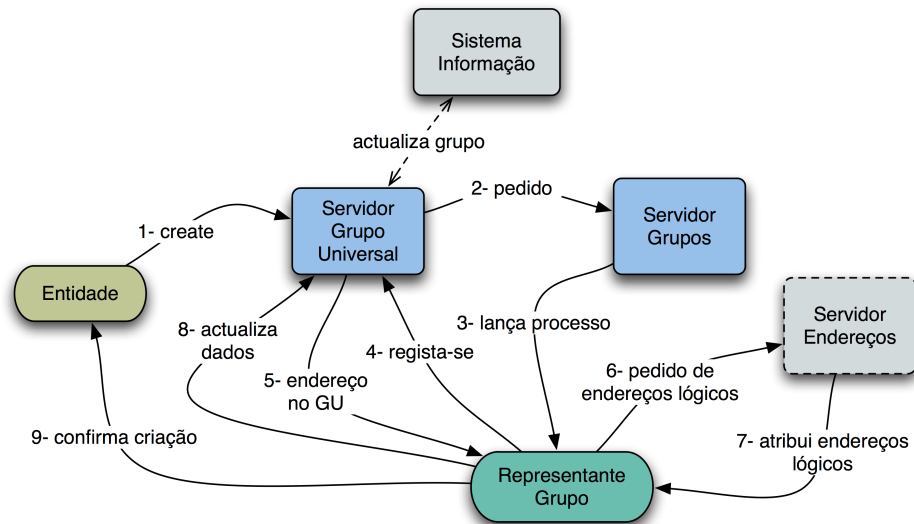 Sistema
Informação
actualiza grupo
2- pedido
Servidor
Grupo
Universal
Servidor
Grupos
1- create
Entidade
Servidor
Endereços
8- actualiza
dados
3- lança processo
4- regista-se
5- endereço
no GU
6- pedido de
endereços lógicos
9- confirma criação
7- atribui endereços
lógicos
Representante
Grupo